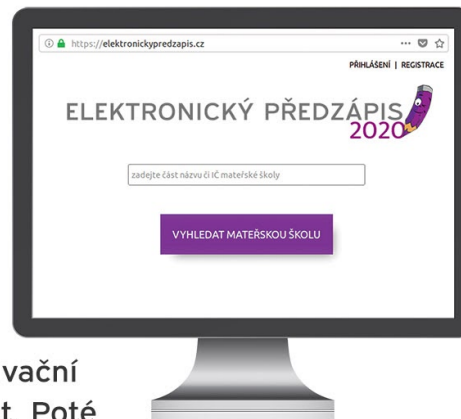 https://elektronickypredzapis.cz
PŘIHLÁŠENÍ | REGISTRACE
ELEKTRONICKÝ PŘEDZÁPIS
2020
zadejte část názvu či IČ mateřské školy
VYHLEDAT MATEŘSKOU ŠKOLU
vační
t. Poté